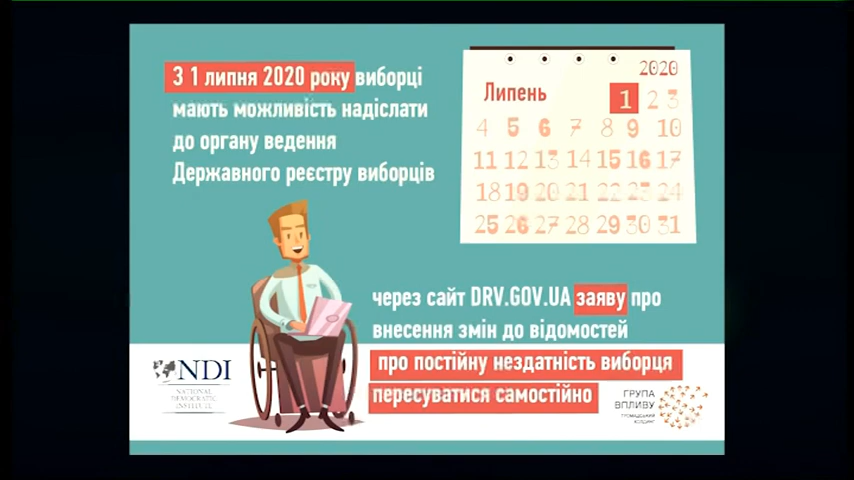 З 1 липня 2020 року виборці
мають можливість надіслати
до органу ведення
Державного реєстру виборців
2020
Липень
1 2 3
4 5 6 7 8 9 10
11 12 13 14 15 16 17
18 19 20 21 22 23 24
25 26 27 28 29 30 31
через сайт DRV.GOV.UA заяву про
внесення змін до відомостей
про постійну нездатність виборця
пересуватися самостійно
NDI
NATIONAL
DEMOCRATIC
INSTITUTE
ГРУПА
ВПЛИВУ
ГРОМАДСЬКИЙ
ХОЛДИНГ